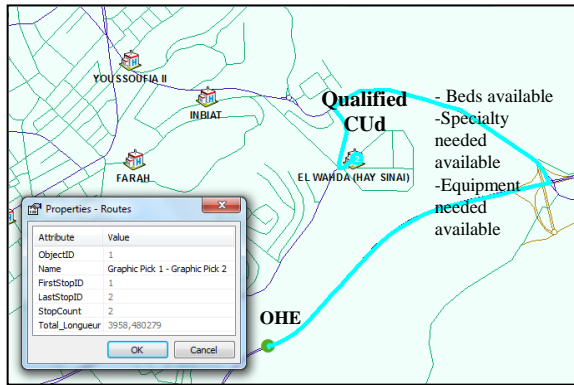 YOUSSOUFIA II
INBIAT
Qualified
CUd
- Beds available
-Specialty
needed
available
-Equipment
needed
available
2
FARAH
EL WAHDA (HAY SINAI)
H
H
H
H
Properties - Routes
Attribute Value
ObjectID 1
Name Graphic Pick 1 - Graphic Pick 2
FirstStopID 1
LastStopID 2
StopCount 2
Total_Longueur 3958,480279
OK Cancel
OHE